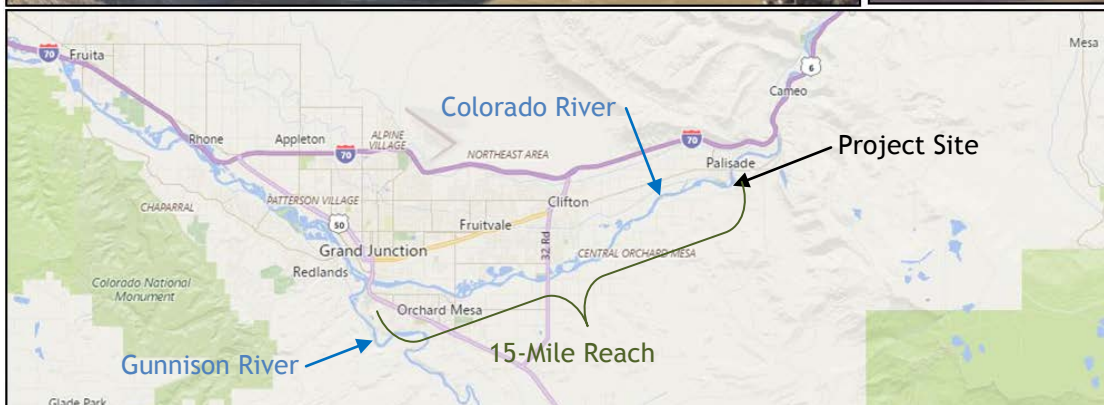 Fruita
70
Mesa
6
Cameo
Colorado River
Rhone
Appleton
ALPINE
VILLAGE
70
NORTHEAST AREA
70
Palisade
Project Site
CHAPARRAL
PATTERSON VILLAGE
50
Clifton
Fruitvale
Grand Junction
32 Rd
CENTRAL ORCHARD MESA
Redlands
Colorado National
Monument
Orchard Mesa
15-Mile Reach
Gunnison River
Glade Park